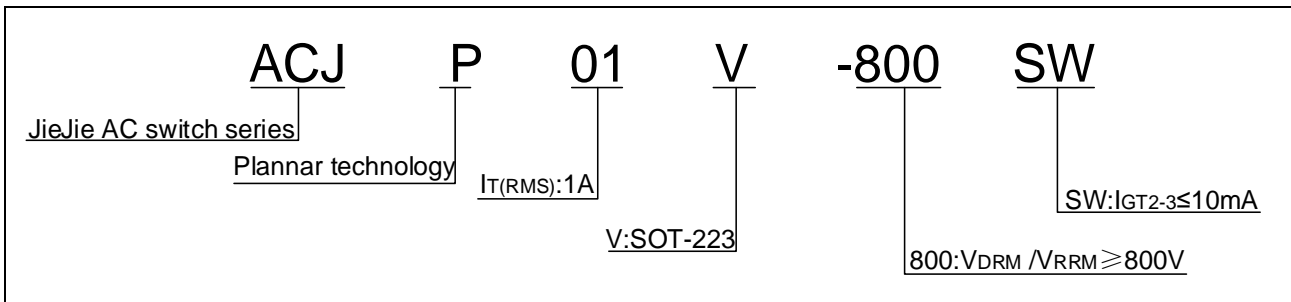 ACJ P 01 V -800 SW
JieJie AC switch series
Plannar technology
IT(RMS):1A
SW:IGT2-3≤10mA
V:SOT-223
800:VDRM /VRRM≥800V